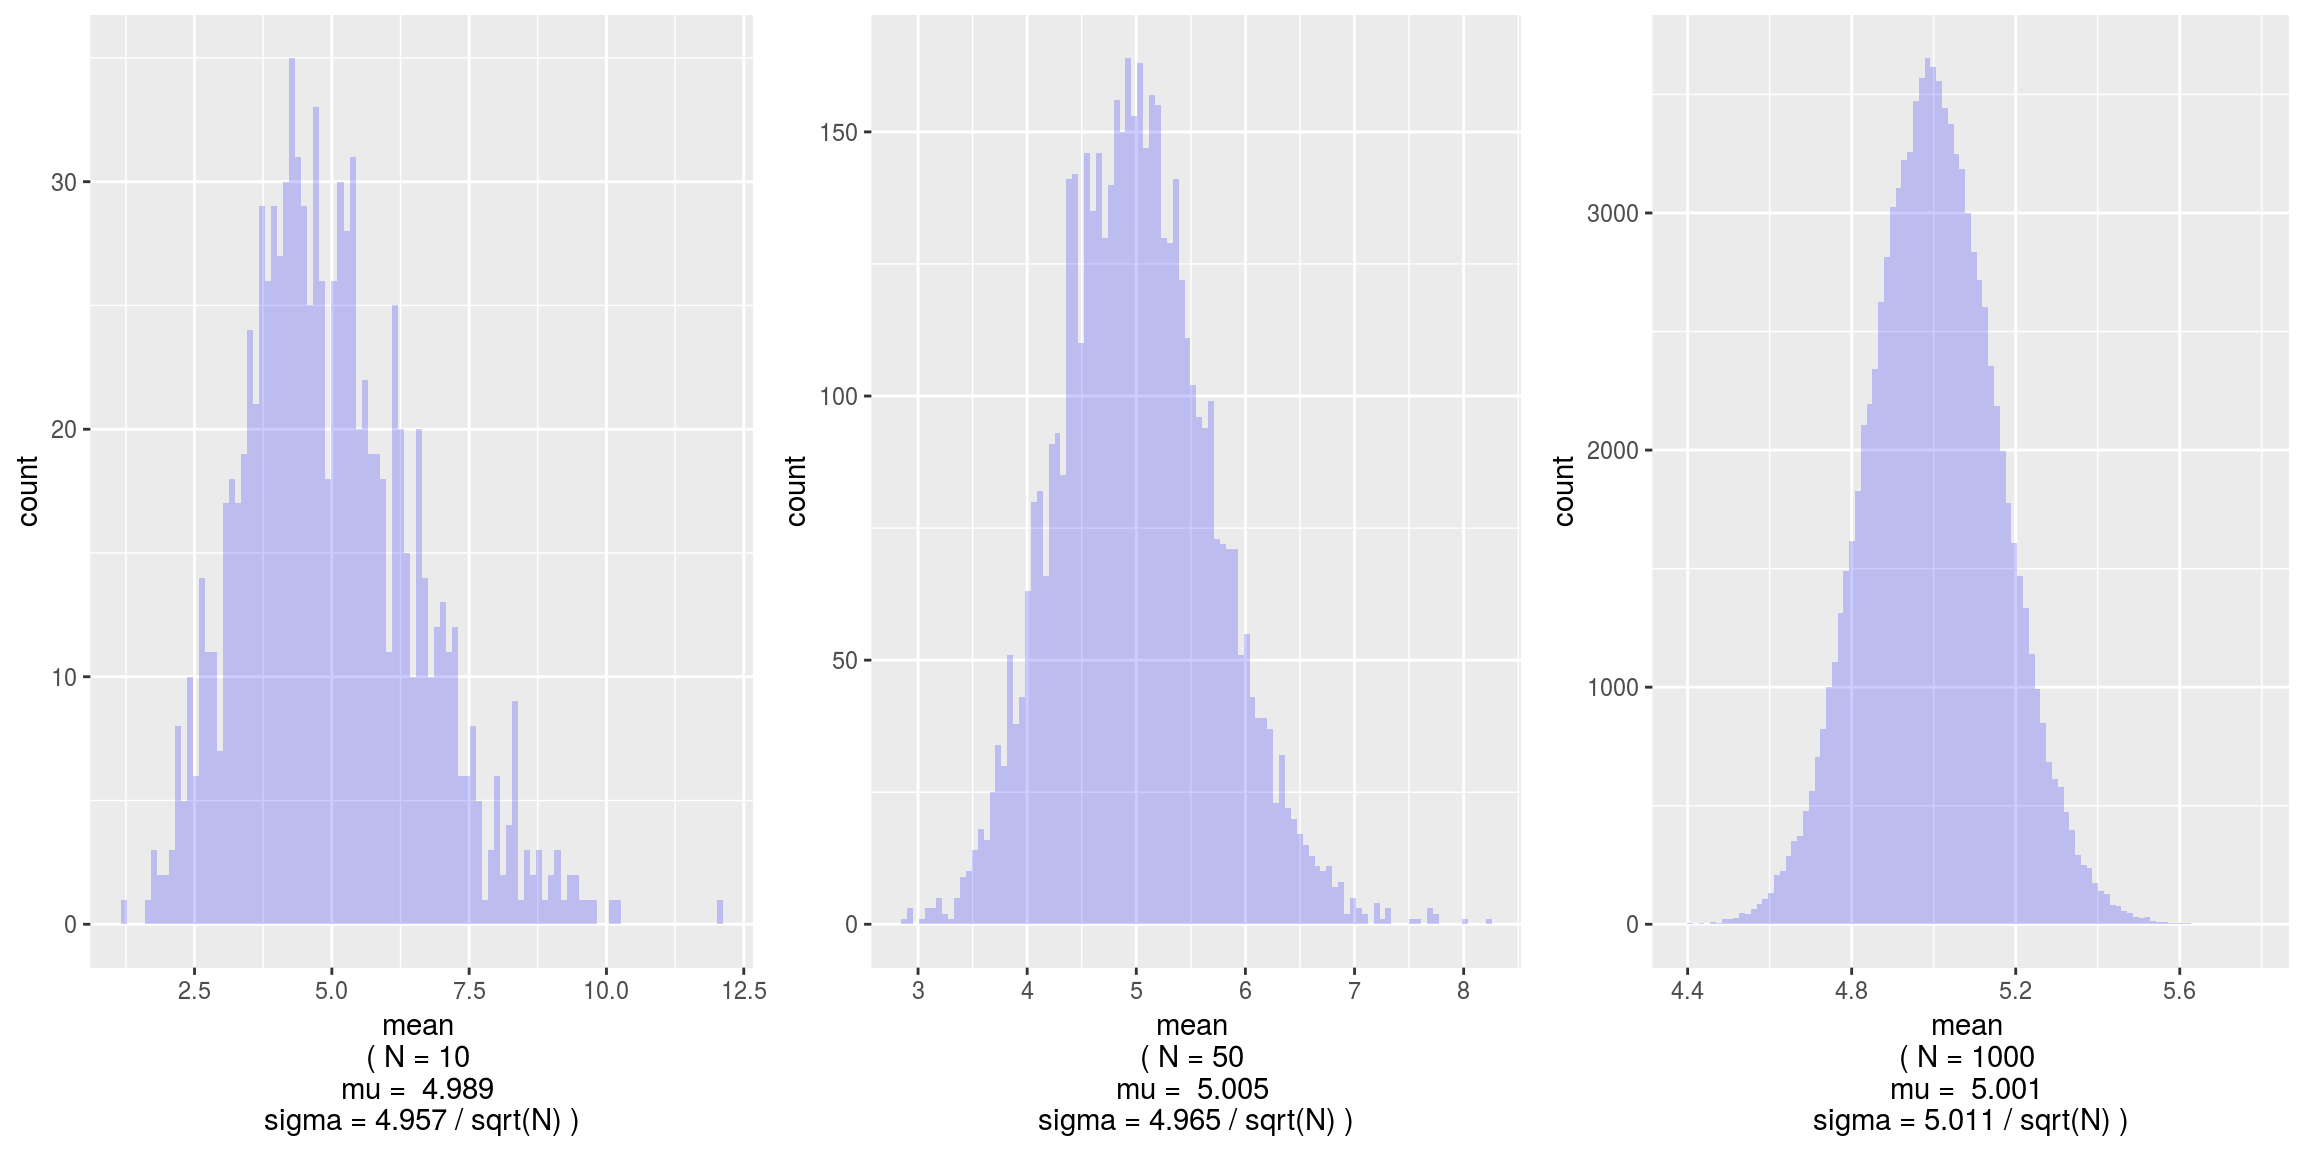 count
30
20
10
0
2.5 5.0 7.5 10.0 12.5
mean
( N = 10
mu =  4.989
sigma = 4.957 / sqrt(N) )
count
150
100
50
0
3 4 5 6 7 8
mean
( N = 50
mu =  5.005
sigma = 4.965 / sqrt(N) )
count
3000
2000
1000
0
4.4 4.8 5.2 5.6
mean
( N = 1000
mu =  5.001
sigma = 5.011 / sqrt(N) )